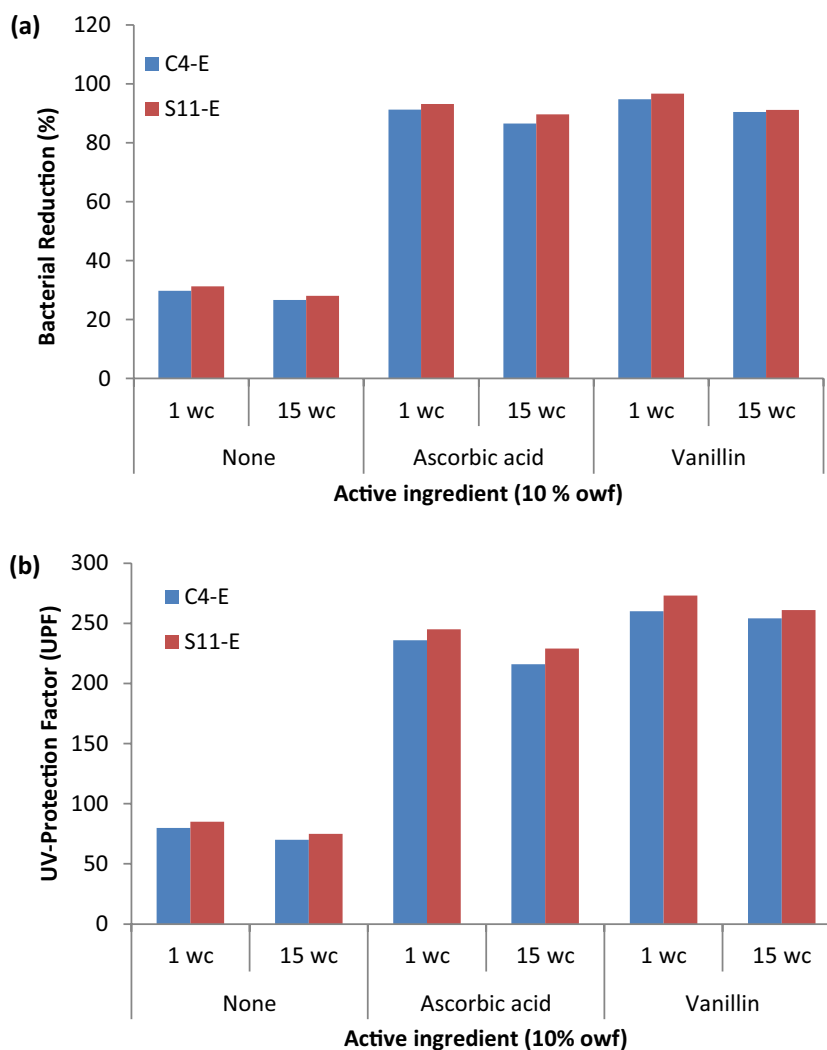 (a)
120
100
80
60
40
20
0
Bacterial Reduction (%)
C4-E
S11-E
1 wc 15 wc 1 wc 15 wc 1 wc 15 wc
None Ascorbic acid Vanillin
Active ingredient (10 % owf)
(b)
300
250
200
150
100
50
0
UV-Protection Factor (UPF)
C4-E
S11-E
1 wc 15 wc 1 wc 15 wc 1 wc 15 wc
None Ascorbic acid Vanillin
Active ingredient (10% owf)